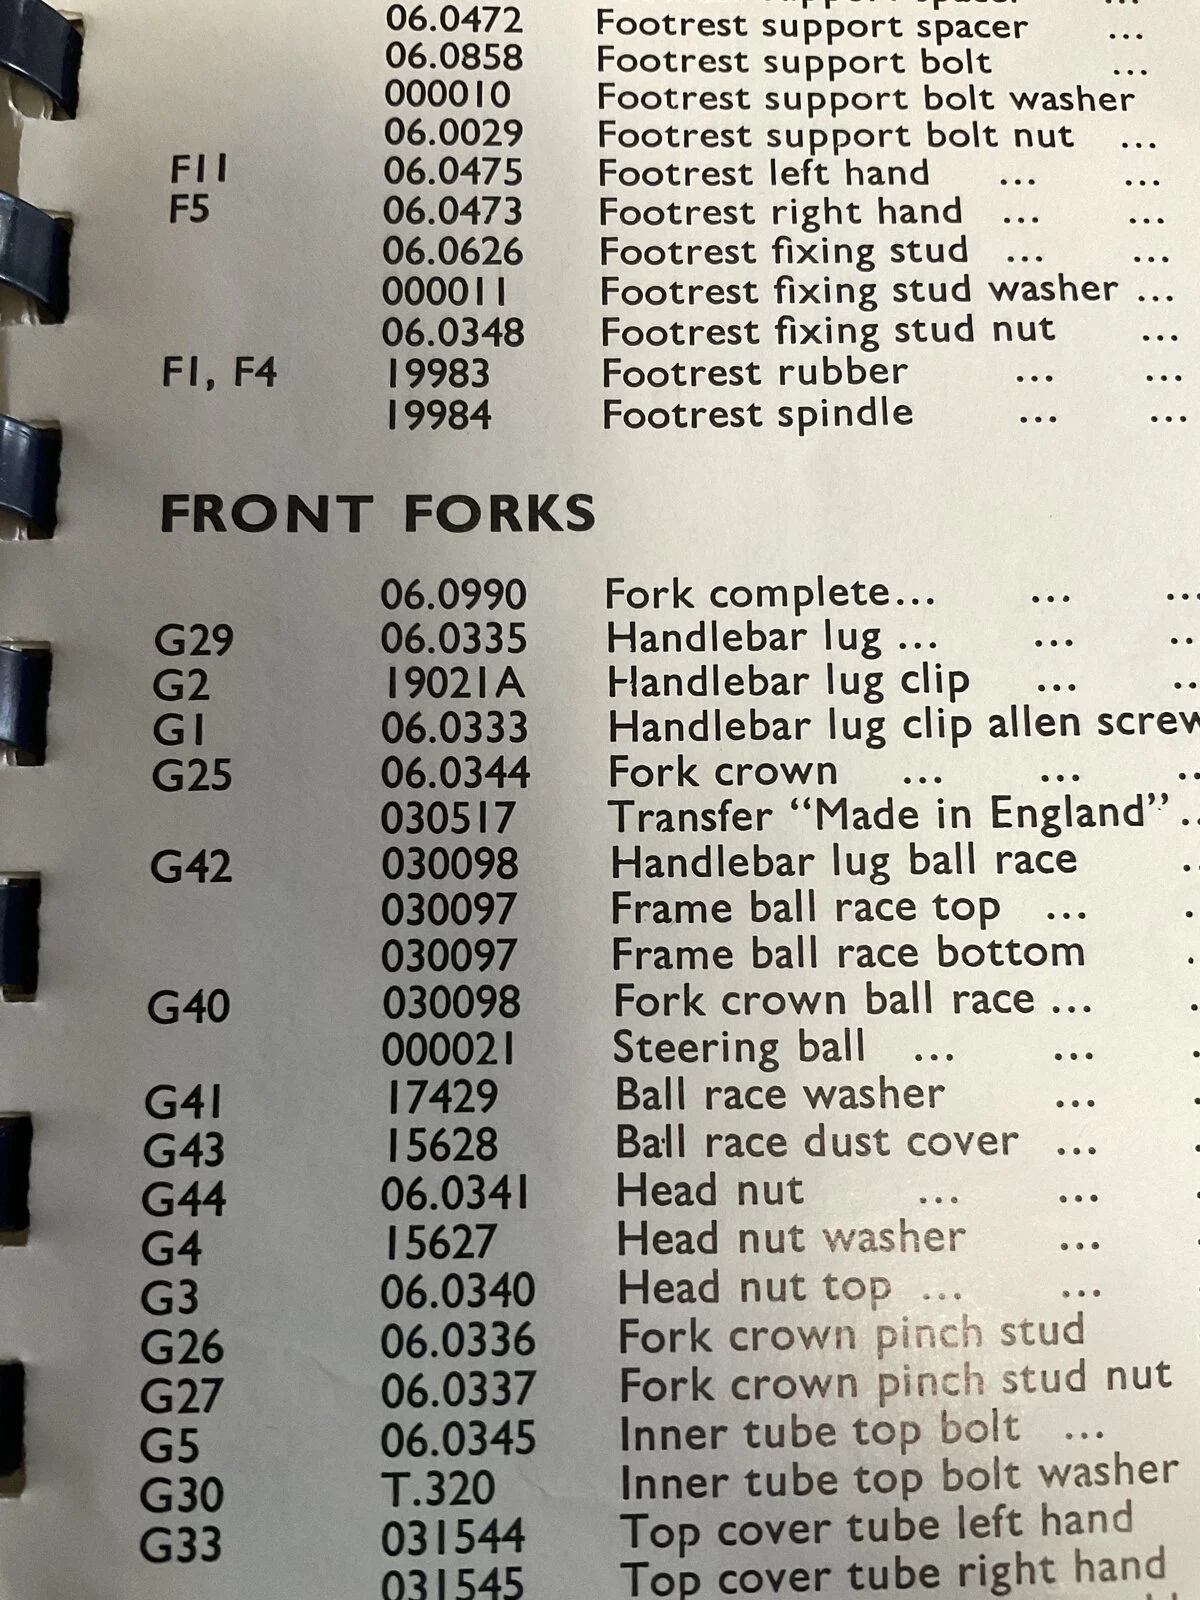 06.0472 Footrest support spacer ...
06.0858 Footrest support bolt ...
000010 Footrest support bolt washer
06.0029 Footrest support bolt nut ...
F11 06.0475 Footrest left hand ... ...
F5 06.0473 Footrest right hand ... ...
06.0626 Footrest fixing stud ... ...
000011 Footrest fixing stud washer ...
06.0348 Footrest fixing stud nut ...
F1, F4 19983 Footrest rubber ... ...
19984 Footrest spindle ... ...
FRONT FORKS
06.0990 Fork complete... ... ...
G29 06.0335 Handlebar lug ... ... ..
G2 19021A Handlebar lug clip ... ..
G1 06.0333 Handlebar lug clip allen screw
G25 06.0344 Fork crown ... ... ..
030517 Transfer “Made in England” ..
G42 030098 Handlebar lug ball race .
030097 Frame ball race top ... .
030097 Frame ball race bottom .
G40 030098 Fork crown ball race ... .
000021 Steering ball ... ... .
G41 17429 Ball race washer ... .
G43 15628 Ball race dust cover ... .
G44 06.0341 Head nut ... ...
G4 15627 Head nut washer ...
G3 06.0340 Head nut top ... ...
G26 06.0336 Fork crown pinch stud
G27 06.0337 Fork crown pinch stud nut
G5 06.0345 Inner tube top bolt ...
G30 T.320 Inner tube top bolt washer
G33 031544 Top cover tube left hand
031545 Top cover tube right hand